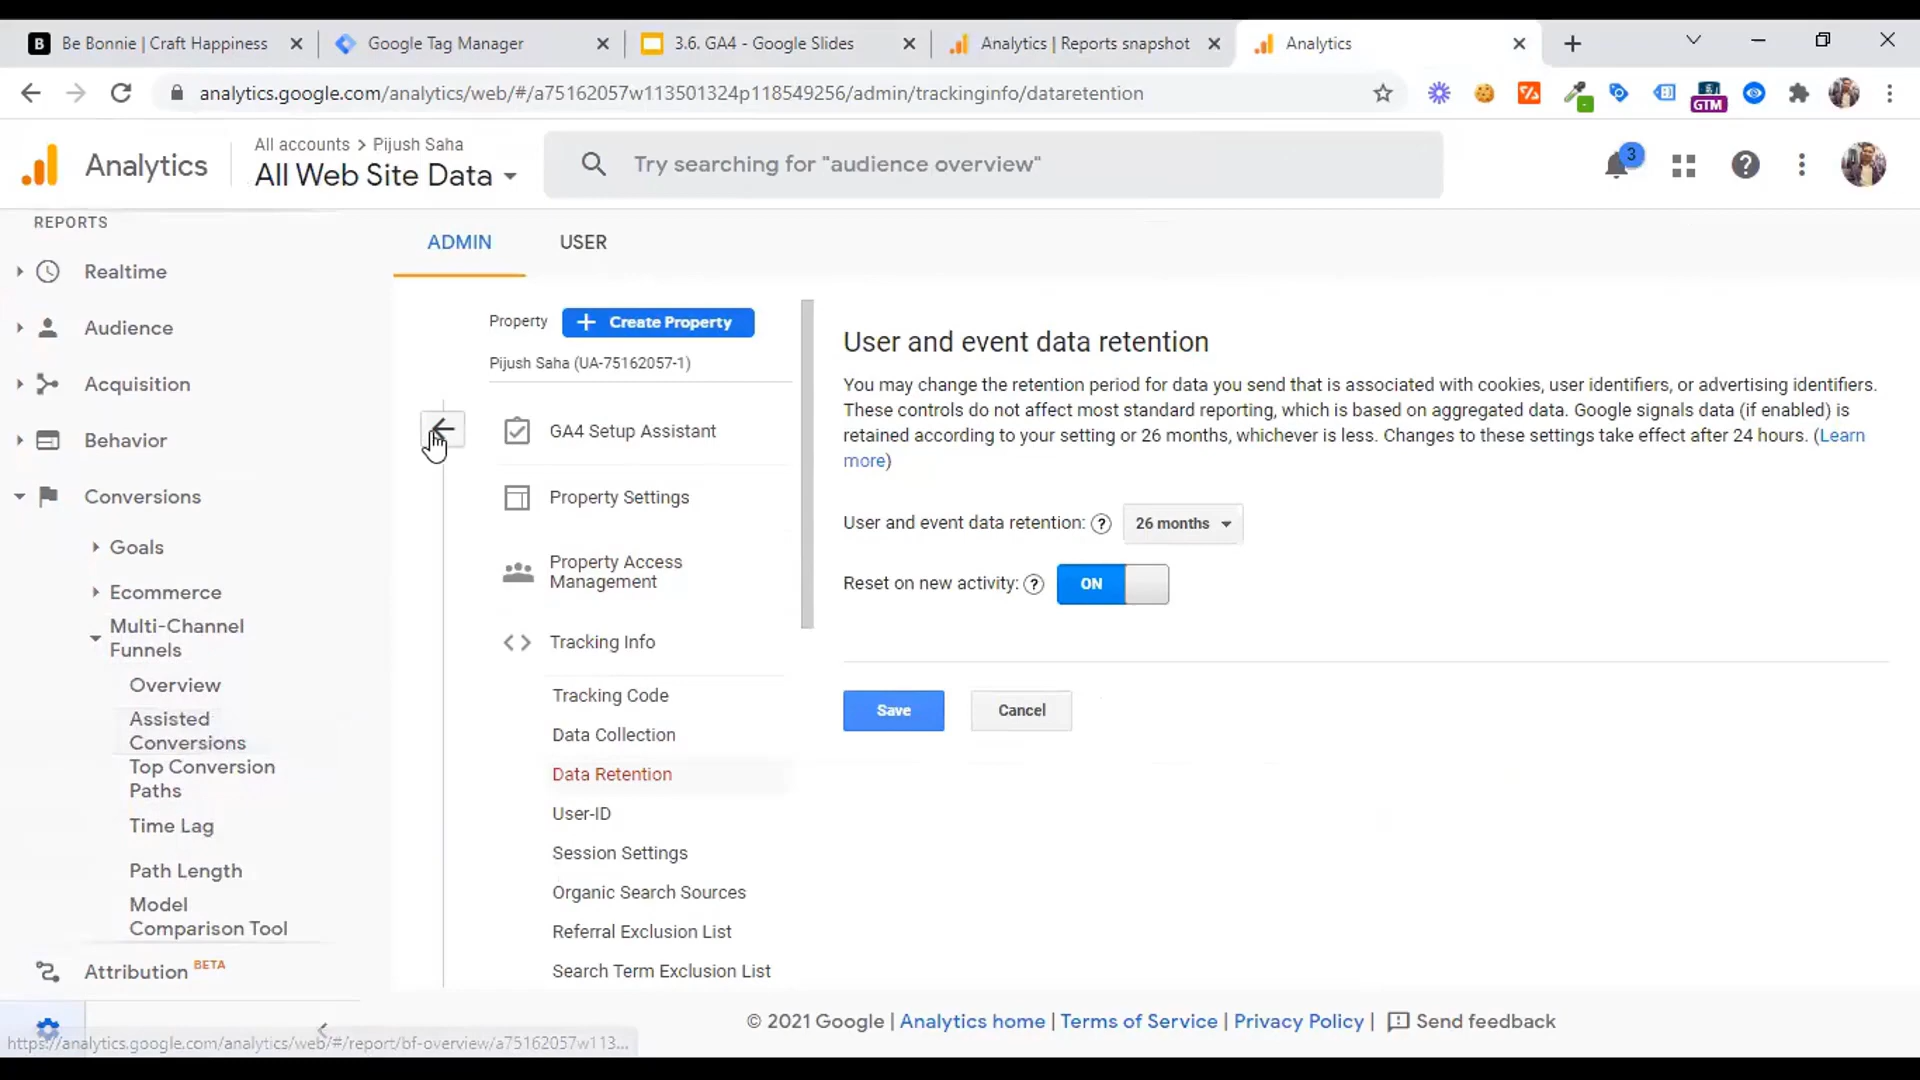 B Be Bonnie | Craft Happiness
Google Tag Manager
3.6. GA4 - Google Slides
Analytics | Reports snapshot
Analytics
analytics.google.com/analytics/web/#/a75162057w113501324p118549256/admin/trackinginfo/dataretention
GTM
Analytics
All accounts > Pijush Saha
All Web Site Data
Try searching for "audience overview"
3
REPORTS
Realtime
Audience
Acquisition
Behavior
Conversions
Goals
Ecommerce
Multi-Channel
Funnels
Overview
Assisted
Conversions
Top Conversion
Paths
Time Lag
Path Length
Model
Comparison Tool
Attribution BETA
ADMIN
USER
Property
+ Create Property
Pijush Saha (UA-75162057-1)
GA4 Setup Assistant
Property Settings
Property Access
Management
Tracking Info
Tracking Code
Data Collection
Data Retention
User-ID
Session Settings
Organic Search Sources
Referral Exclusion List
Search Term Exclusion List
User and event data retention
You may change the retention period for data you send that is associated with cookies, user identifiers, or advertising identifiers.
These controls do not affect most standard reporting, which is based on aggregated data. Google signals data (if enabled) is
retained according to your setting or 26 months, whichever is less. Changes to these settings take effect after 24 hours. (Learn
more)
User and event data retention: ? 26 months
Reset on new activity: ? ON
Save
Cancel
© 2021 Google | Analytics home | Terms of Service | Privacy Policy | Send feedback
https://analytics.google.com/analytics/web/#/report/bf-overview/a75162057w113...